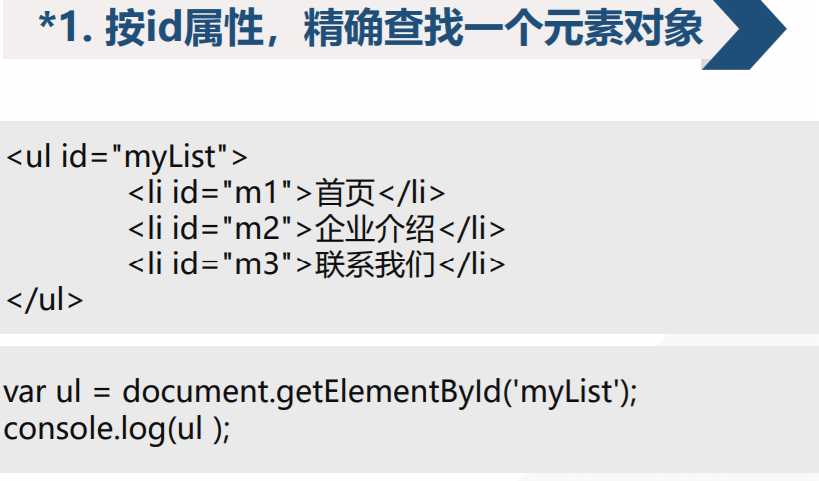 *1. 按id属性，精确查找一个元素对象
<ul id="myList">
<li id="m1">首页</li>
<li id="m2">企业介绍</li>
<li id="m3">联系我们</li>
</ul>
var ul = document.getElementById('myList');
console.log(ul );